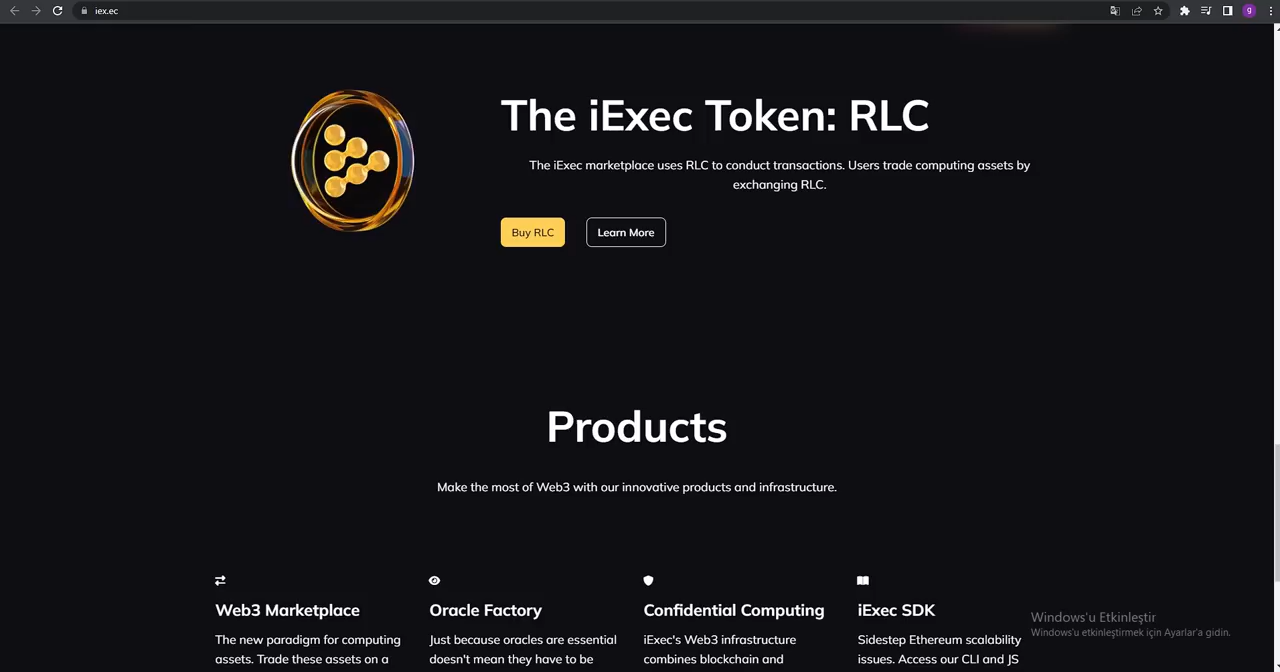 iex.ec
g
The iExec Token: RLC
The iExec marketplace uses RLC to conduct transactions. Users trade computing assets by
exchanging RLC.
Buy RLC
Learn More
Products
Make the most of Web3 with our innovative products and infrastructure.
Web3 Marketplace
The new paradigm for computing
assets. Trade these assets on a
Oracle Factory
Just because oracles are essential
doesn't mean they have to be
Confidential Computing
iExec's Web3 infrastructure
combines blockchain and
iExec SDK
Sidestep Ethereum scalability
issues. Access our CLI and JS
Windows'u Etkinleştir
Windows'u etkinleştirmek için Ayarlar'a gidin.